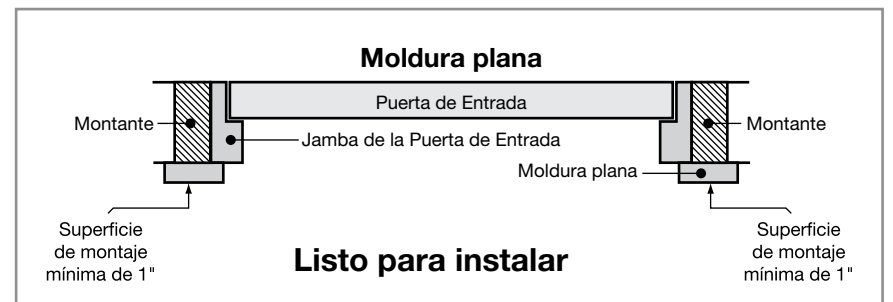 Moldura plana
Puerta de Entrada
Montante
Jamba de la Puerta de Entrada
Montante
Moldura plana
Superficie
de montaje
mínima de 1"
Listo para instalar
Superficie
de montaje
mínima de 1"